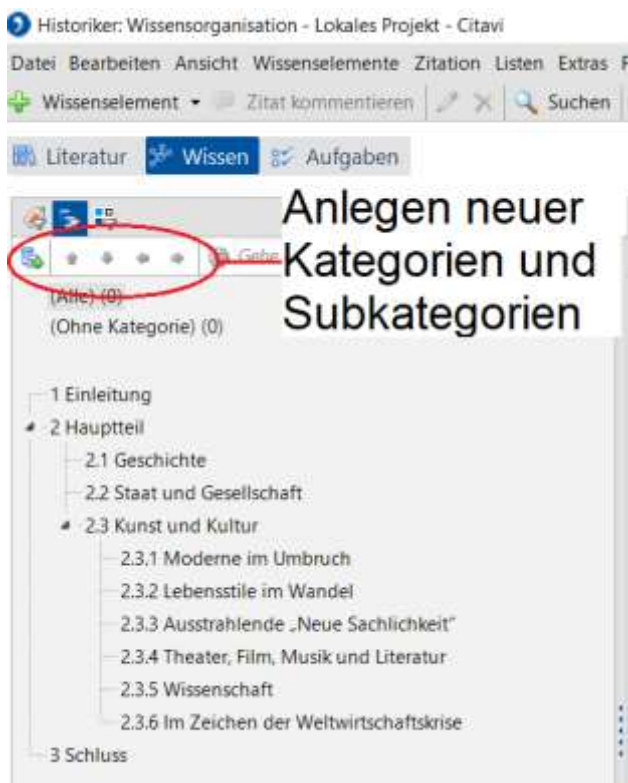 Historiker: Wissensorganisation - Lokales Projekt - Citavi
Datei Bearbeiten Ansicht Wissenselemente Zitation Listen Extras
Wissenselement Zitat kommentieren Suchen
Literatur Wissen Aufgaben
Anlegen neuer
Kategorien und
Subkategorien
(Alle) (0)
(Ohne Kategorie) (0)
1 Einleitung
2 Hauptteil
2.1 Geschichte
2.2 Staat und Gesellschaft
2.3 Kunst und Kultur
2.3.1 Moderne im Umbruch
2.3.2 Lebensstile im Wandel
2.3.3 Ausstrahlende „Neue Sachlichkeit"
2.3.4 Theater, Film, Musik und Literatur
2.3.5 Wissenschaft
2.3.6 Im Zeichen der Weltwirtschaftskrise
3 Schluss